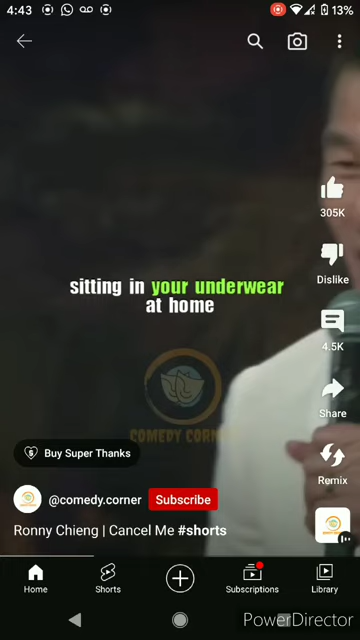 4:43
13%
305K
Dislike
sitting in your underwear
at home
4.5K
Share
COMEDY CORNER
Buy Super Thanks
Remix
@comedy.corner
Subscribe
Ronny Chieng | Cancel Me #shorts
Home
Shorts
Subscriptions
Library
PowerDirector